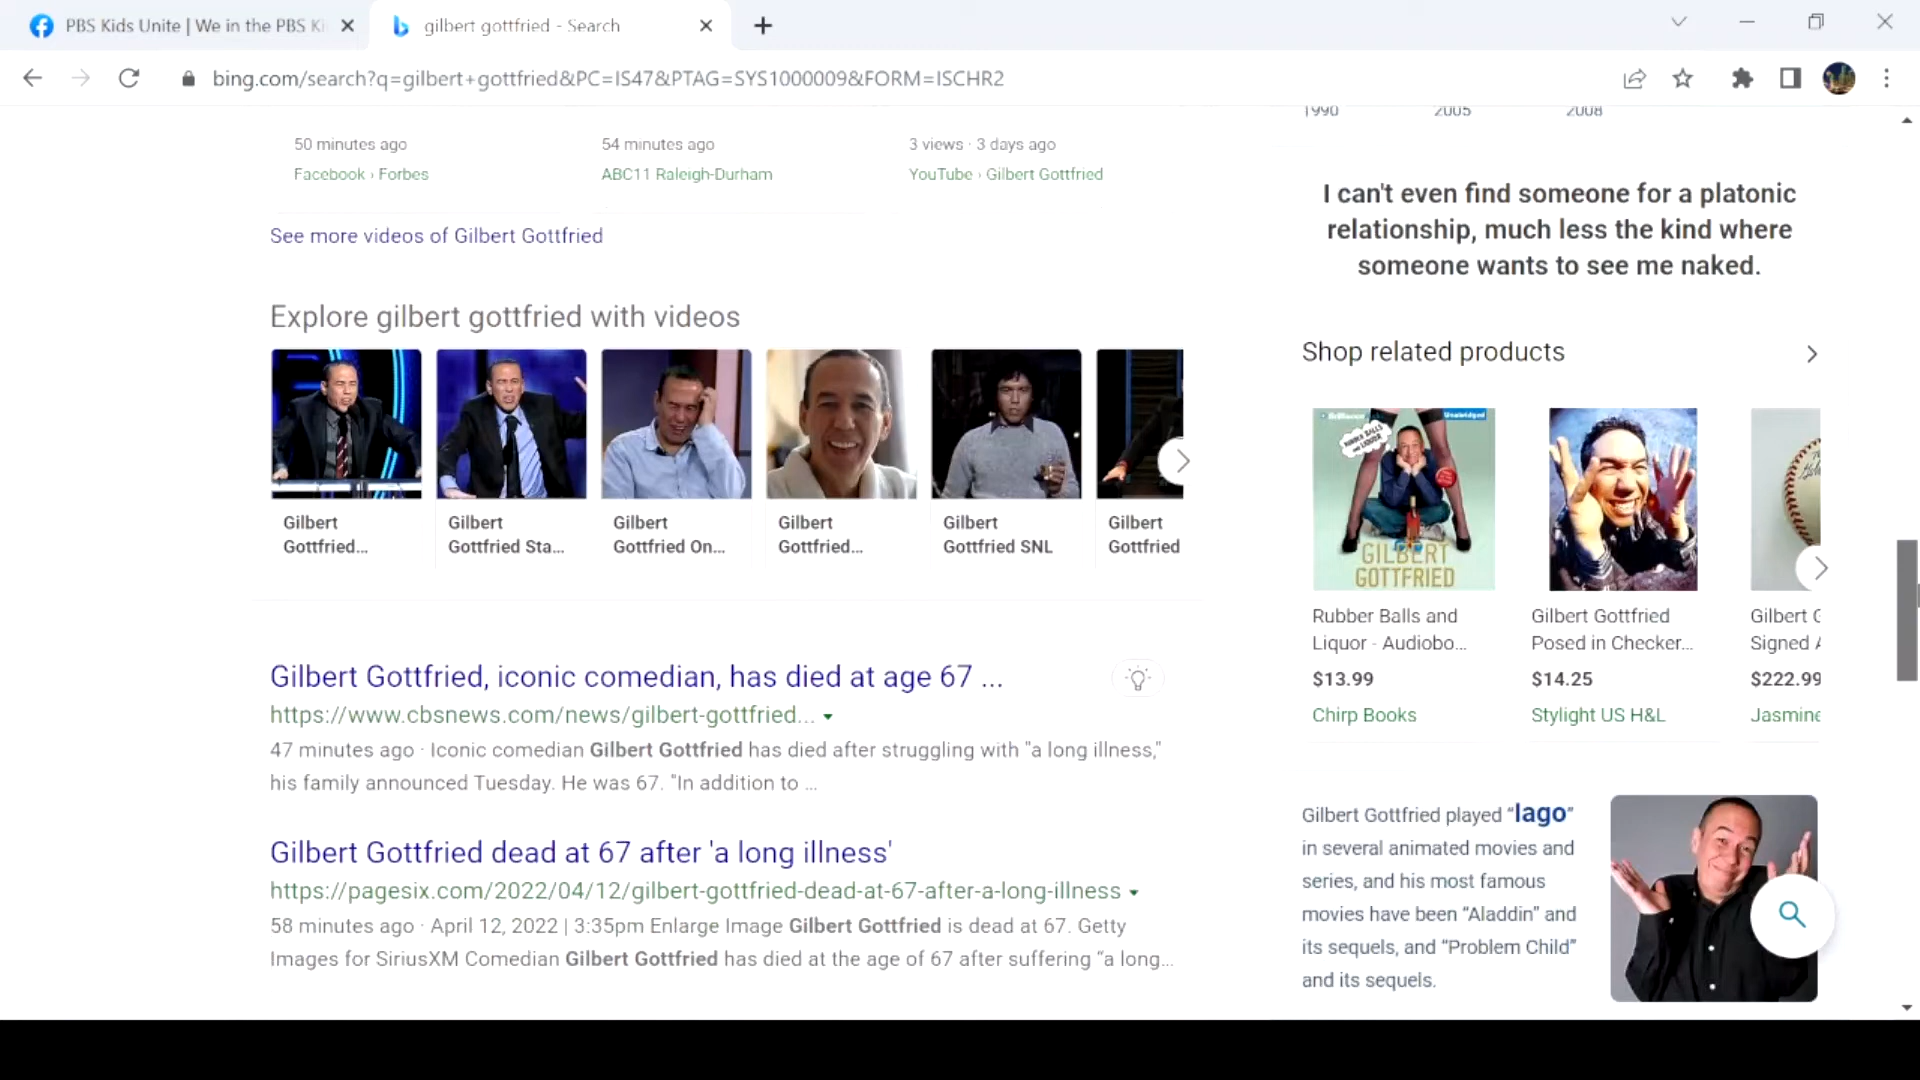 PBS Kids Unite | We in the PBS Ki
gilbert gottfried - Search
bing.com/search?q=gilbert+gottfried&PC=IS47&PTAG=SYS1000009&FORM=ISCHR2
50 minutes ago
Facebook › Forbes
54 minutes ago
ABC11 Raleigh-Durham
3 views · 3 days ago
YouTube › Gilbert Gottfried
See more videos of Gilbert Gottfried
Explore gilbert gottfried with videos
Gilbert
Gottfried...
Gilbert
Gottfried Sta...
Gilbert
Gottfried On...
Gilbert
Gottfried...
Gilbert
Gottfried SNL
Gilbert
Gottfried
Gilbert Gottfried, iconic comedian, has died at age 67 ...
https://www.cbsnews.com/news/gilbert-gottfried...
47 minutes ago · Iconic comedian Gilbert Gottfried has died after struggling with "a long illness,"
his family announced Tuesday. He was 67. "In addition to ...
Gilbert Gottfried dead at 67 after 'a long illness'
https://pagesix.com/2022/04/12/gilbert-gottfried-dead-at-67-after-a-long-illness
58 minutes ago · April 12, 2022 | 3:35pm Enlarge Image Gilbert Gottfried is dead at 67. Getty
Images for SiriusXM Comedian Gilbert Gottfried has died at the age of 67 after suffering “a long...
1990
2005
2008
I can't even find someone for a platonic
relationship, much less the kind where
someone wants to see me naked.
Shop related products
Unabridged
RUBBER BALLS
AND
LIQUOR
GILBERT
GOTTFRIED
Rubber Balls and
Liquor - Audiobo...
$13.99
Chirp Books
Gilbert Gottfried
Posed in Checker...
$14.25
Stylight US H&L
Gilbert G
Signed A
$222.99
Jasmine
Gilbert Gottfried played “Iago”
in several animated movies and
series, and his most famous
movies have been “Aladdin” and
its sequels, and “Problem Child”
and its sequels.